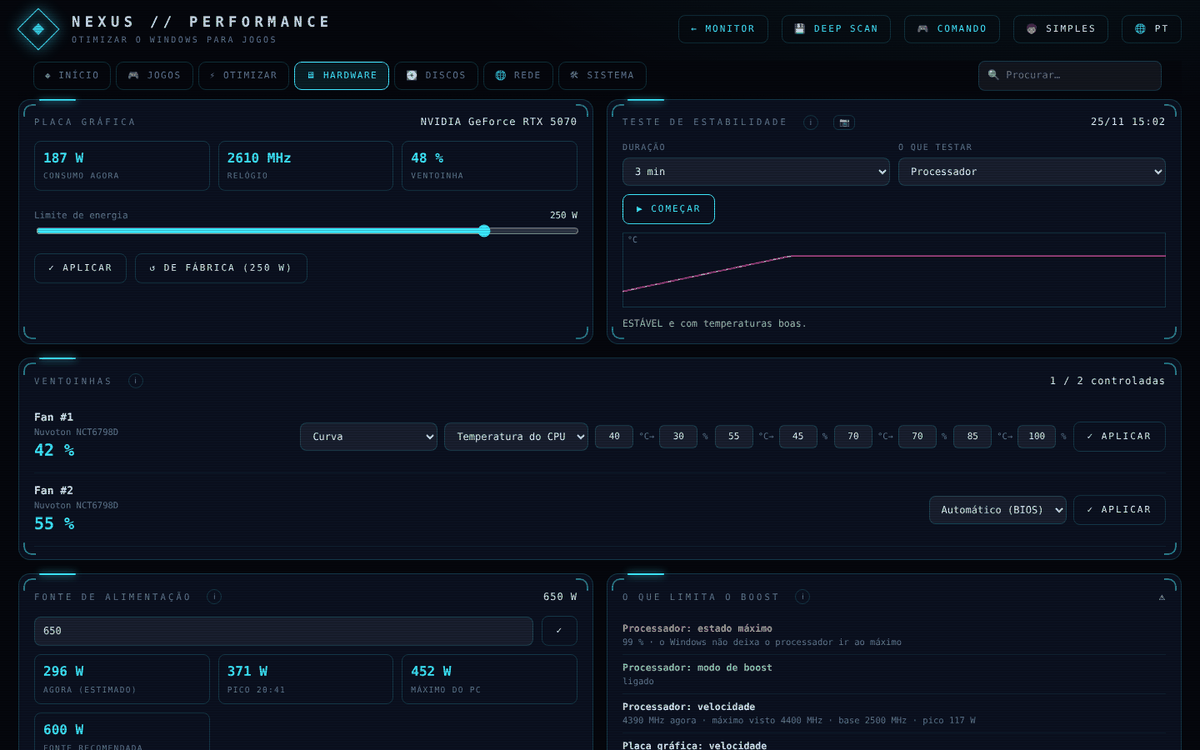 NEXUS // PERFORMANCE
OTIMIZAR O WINDOWS PARA JOGOS
← MONITOR
DEEP SCAN
COMANDO
SIMPLES
PT
INÍCIO
JOGOS
OTIMIZAR
HARDWARE
DISCOS
REDE
SISTEMA
Procurar…
PLACA GRÁFICA
NVIDIA GeForce RTX 5070
187 W
CONSUMO AGORA
2610 MHz
RELÓGIO
48 %
VENTOINHA
Limite de energia
250 W
✓ APLICAR
↺ DE FÁBRICA (250 W)
TESTE DE ESTABILIDADE
i
25/11 15:02
DURAÇÃO
O QUE TESTAR
3 min
Processador
▶ COMEÇAR
°C
ESTÁVEL e com temperaturas boas.
VENTOINHAS
i
1 / 2 controladas
Fan #1
Nuvoton NCT6798D
42 %
Curva
Temperatura do CPU
40 °C→ 30 % 55 °C→ 45 % 70 °C→ 70 % 85 °C→ 100 %
✓ APLICAR
Fan #2
Nuvoton NCT6798D
55 %
Automático (BIOS)
✓ APLICAR
FONTE DE ALIMENTAÇÃO
i
650 W
650
✓
296 W
AGORA (ESTIMADO)
371 W
PICO 20:41
452 W
MÁXIMO DO PC
600 W
FONTE RECOMENDADA
O QUE LIMITA O BOOST
i
⚠
Processador: estado máximo
99 % · o Windows não deixa o processador ir ao máximo
Processador: modo de boost
ligado
Processador: velocidade
4390 MHz agora · máximo visto 4400 MHz · base 2500 MHz · pico 117 W
Placa gráfica: velocidade